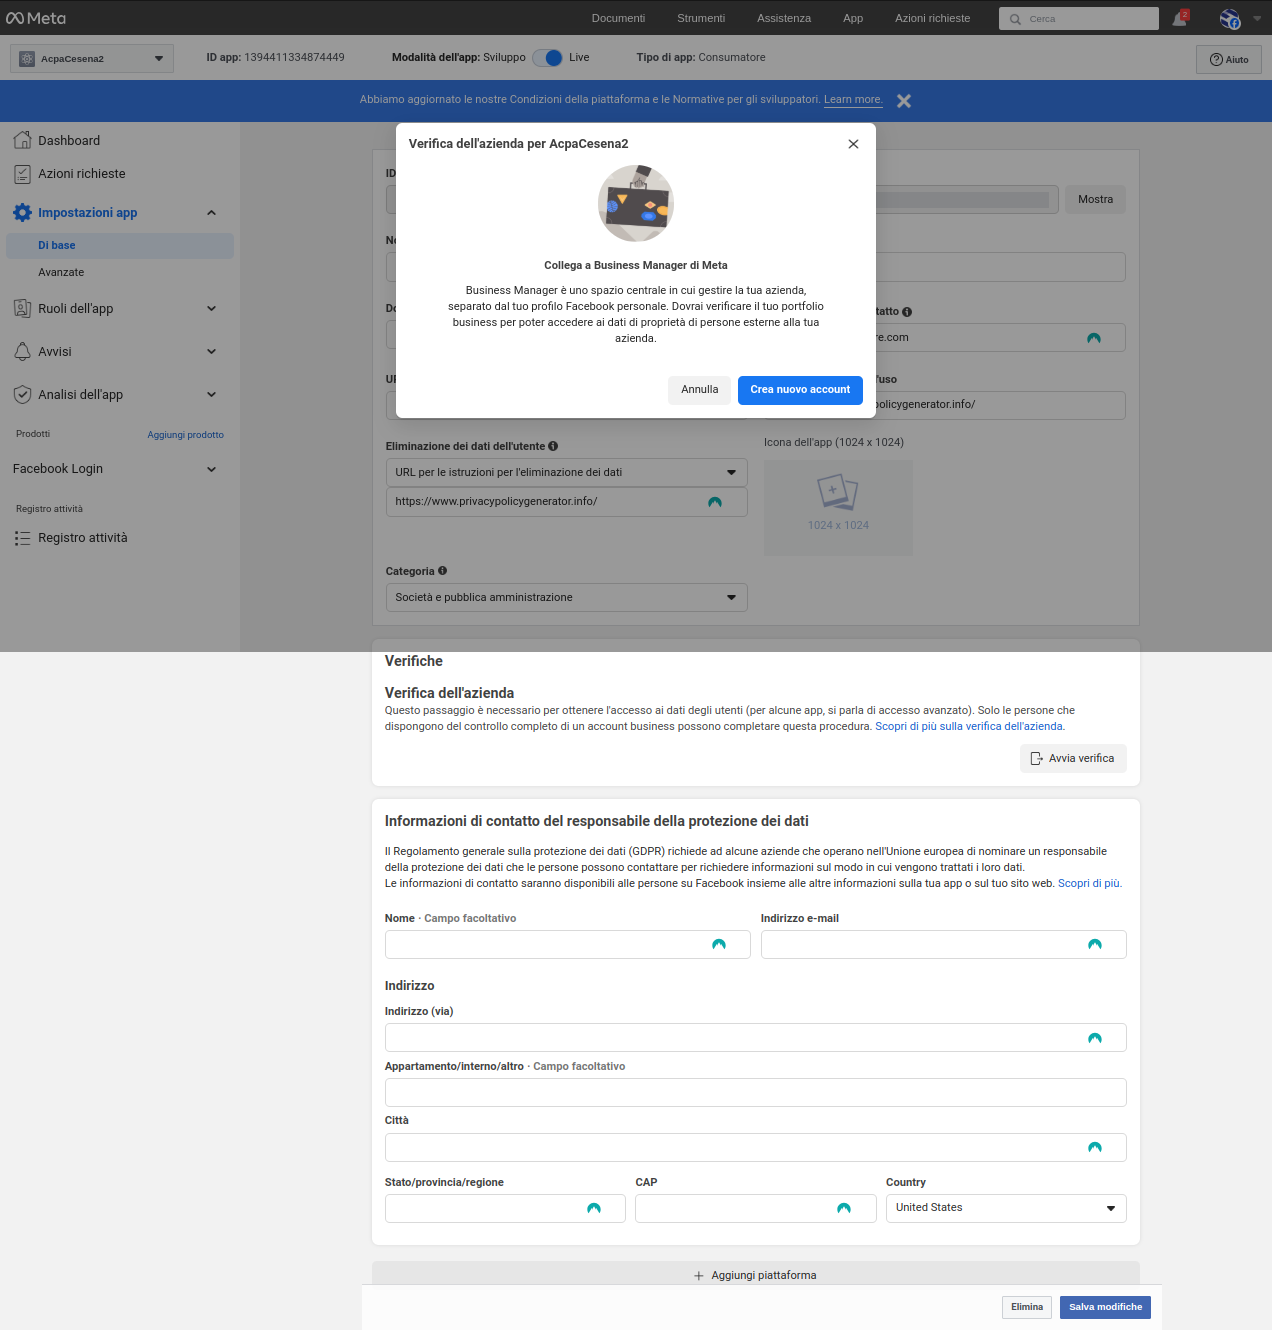 Meta
Documenti Strumenti Assistenza App Azioni richieste Cerca 2
AcpaCesena2 ID app: 1394411334874449 Modalità dell'app: Sviluppo Live Tipo di app: Consumatore Aiuto
Abbiamo aggiornato le nostre Condizioni della piattaforma e le Normative per gli sviluppatori. Learn more.
Dashboard
Azioni richieste
Impostazioni app
Di base
Avanzate
Ruoli dell'app
Avvisi
Analisi dell'app
Prodotti Aggiungi prodotto
Facebook Login
Registro attività
Registro attività
Verifica dell'azienda per AcpaCesena2
Collega a Business Manager di Meta
Business Manager è uno spazio centrale in cui gestire la tua azienda,
separato dal tuo profilo Facebook personale. Dovrai verificare il tuo portfolio
business per poter accedere ai dati di proprietà di persone esterne alla tua
azienda.
Annulla Crea nuovo account
ID
Mostra
tatto
re.com
'uso
policygenerator.info/
Eliminazione dei dati dell'utente
URL per le istruzioni per l'eliminazione dei dati
https://www.privacypolicygenerator.info/
Icona dell'app (1024 x 1024)
1024 x 1024
Categoria
Società e pubblica amministrazione
Verifiche
Verifica dell'azienda
Questo passaggio è necessario per ottenere l'accesso ai dati degli utenti (per alcune app, si parla di accesso avanzato). Solo le persone che
dispongono del controllo completo di un account business possono completare questa procedura. Scopri di più sulla verifica dell'azienda.
Avvia verifica
Informazioni di contatto del responsabile della protezione dei dati
Il Regolamento generale sulla protezione dei dati (GDPR) richiede ad alcune aziende che operano nell'Unione europea di nominare un responsabile
della protezione dei dati che le persone possono contattare per richiedere informazioni sul modo in cui vengono trattati i loro dati.
Le informazioni di contatto saranno disponibili alle persone su Facebook insieme alle altre informazioni sulla tua app o sul tuo sito web. Scopri di più.
Nome · Campo facoltativo Indirizzo e-mail
Indirizzo
Indirizzo (via)
Appartamento/interno/altro · Campo facoltativo
Città
Stato/provincia/regione CAP Country
United States
+ Aggiungi piattaforma
Elimina Salva modifiche